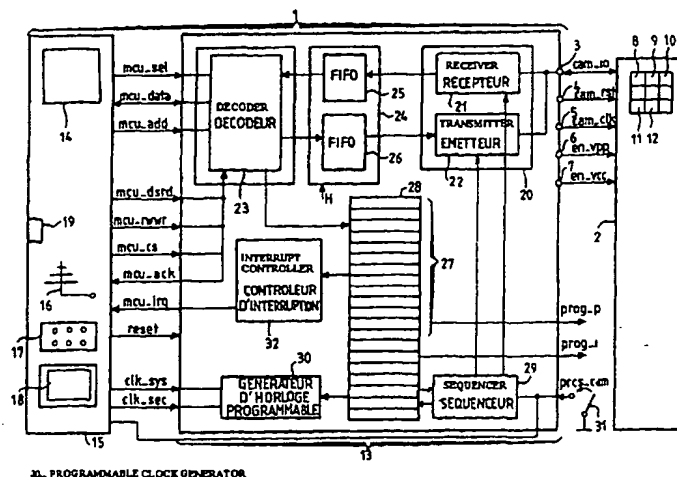 1
14
19
16
17
18
15
mcu_sel
mcu_data
mcu_add
mcu_dsrd
mcu_rwwr
mcu_cs
mcu_ack
mcu_irq
reset
clk_sys
clk_sec
DECODER
DECODEUR
23
FIFO
25
24
FIFO
26
H
RECEIVER
RECEPTEUR
21
TRANSMITTER
EMETTEUR
22
20
28
27
INTERRUPT
CONTROLLER
CONTROLEUR
D'INTERRUPTION
32
30
GENERATEUR
D'HORLOGE
PROGRAMMABLE
29
SEQUENCER
SEQUENCEUR
13
3
cam_io
4
cam_rst
5
cam_clk
6
en_vpp
7
en_vcc
prog_p
prog_i
prcs_cam
31
8
9
10
11
12
2
30.. PROGRAMMABLE CLOCK GENERATOR